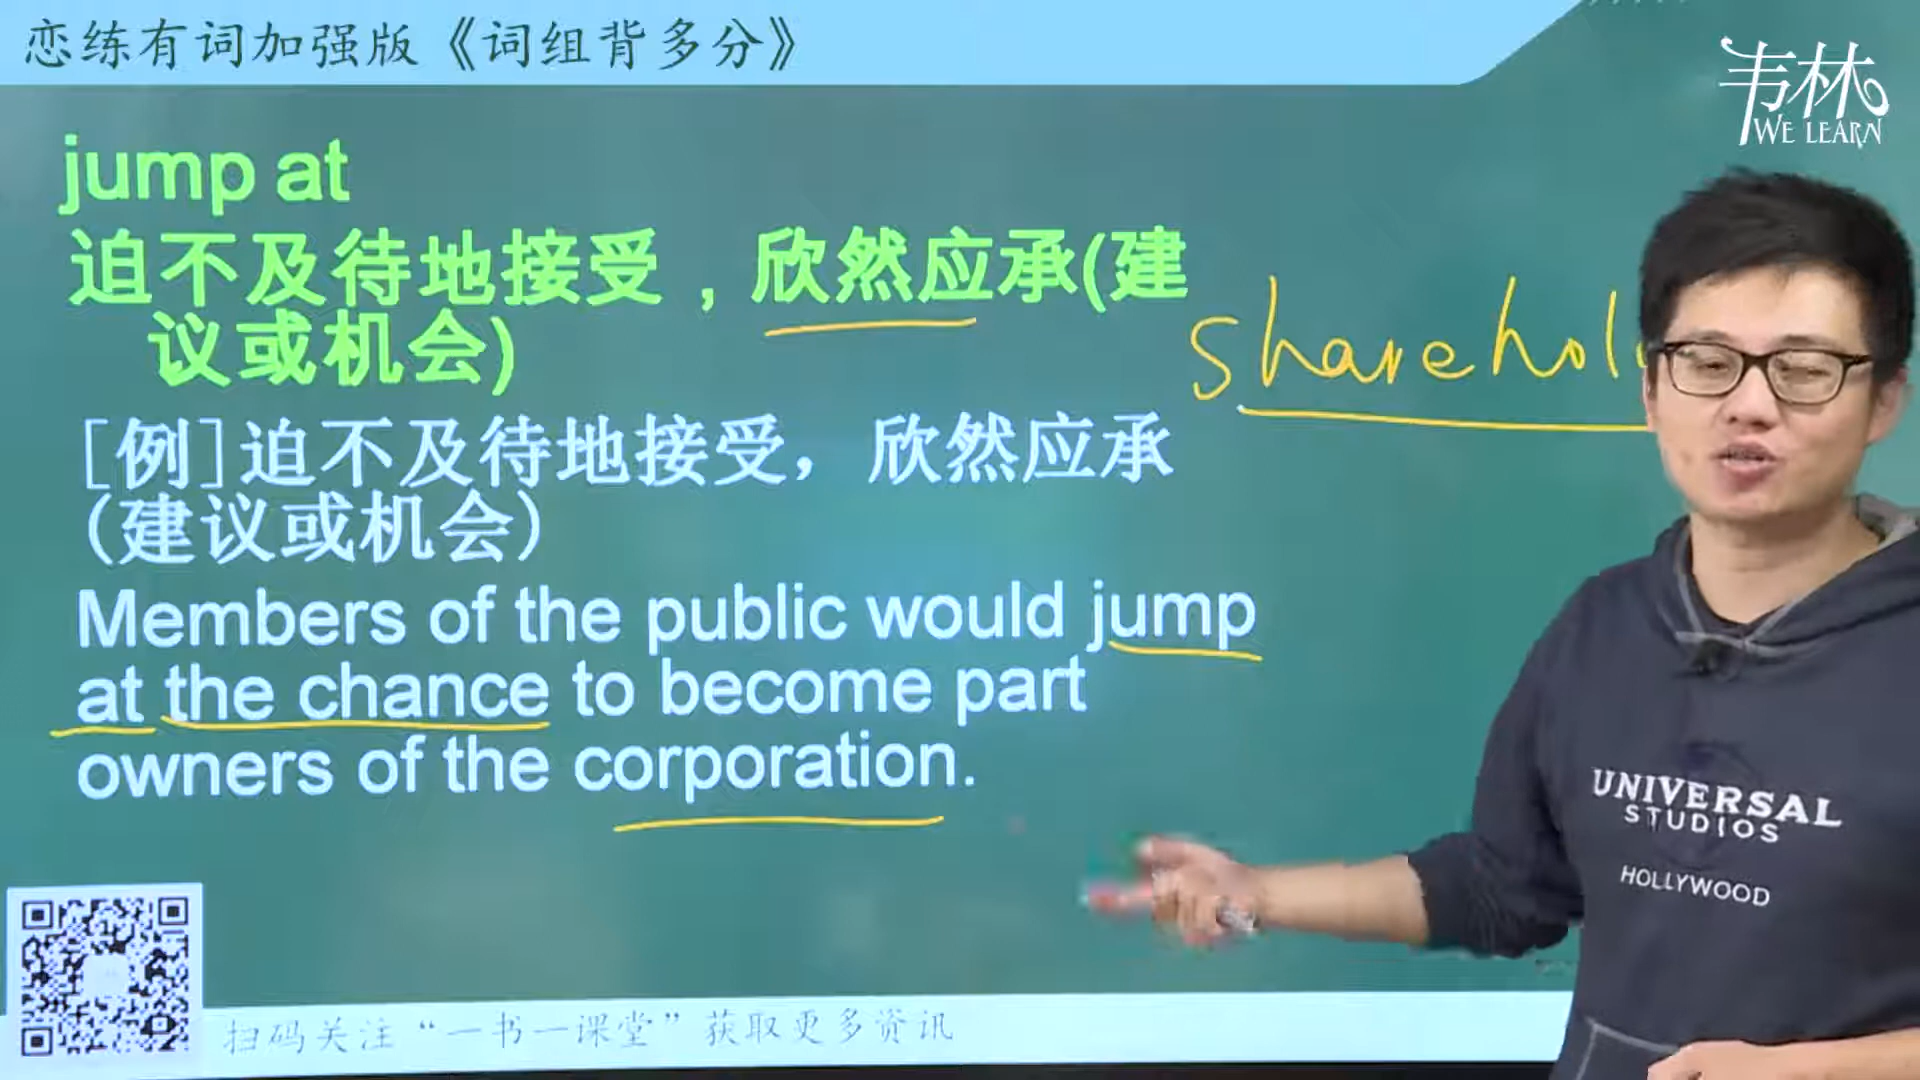 恋练有词加强版《词组背多分》
韦林
WE LEARN
jump at
迫不及待地接受，欣然应承(建
议或机会)
sharehol
[例]迫不及待地接受，欣然应承
(建议或机会)
Members of the public would jump
at the chance to become part
owners of the corporation.
UNIVERSAL
STUDIOS
HOLLYWOOD
扫码关注“一书一课堂”获取更多资讯